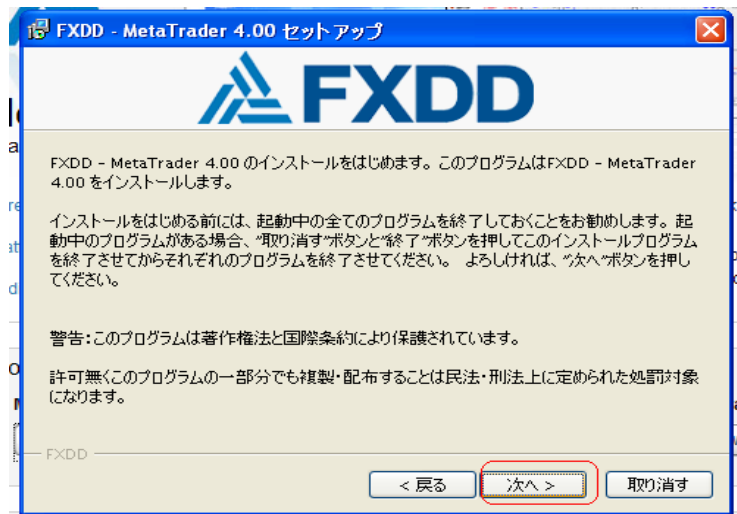 FXDD - MetaTrader 4.00 セットアップ
FXDD
FXDD - MetaTrader 4.00 のインストールをはじめます。このプログラムはFXDD - MetaTrader
4.00 をインストールします。
インストールをはじめる前には、起動中の全てのプログラムを終了しておくことをお勧めします。起
動中のプログラムがある場合、"取り消す"ボタンと"終了"ボタンを押してこのインストールプログラム
を終了させてからそれぞれのプログラムを終了させてください。 よろしければ、"次へ"ボタンを押し
てください。
警告:このプログラムは著作権法と国際条約により保護されています。
許可無くこのプログラムの一部分でも複製・配布することは民法・刑法上に定められた処罰対象
になります。
FXDD
< 戻る 次へ > 取り消す